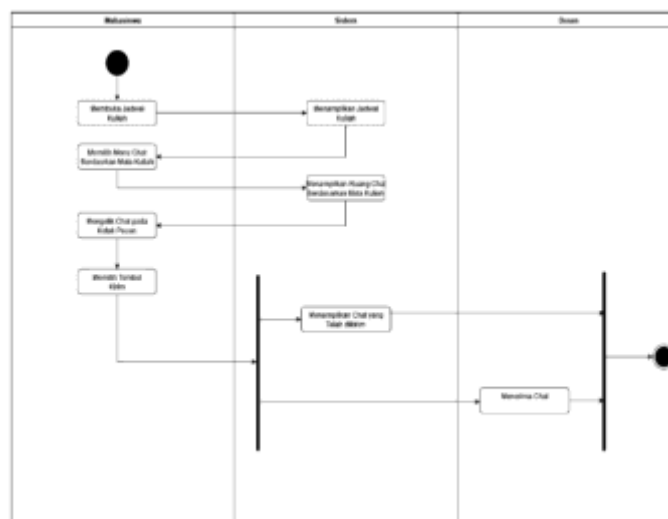 Mahasiswa
Sistem
Dosen
Membuka Jadwal
Kuliah
Menampilkan Jadwal
Kuliah
Memilih Menu Chat
Berdasarkan Mata Kuliah
Menampilkan Ruang Chat
Berdasarkan Mata Kuliah
Mengetik Chat pada
Kotak Pesan
Memilih Tombol
Kirim
Menampilkan Chat yang
Telah dikirim
Menerima Chat